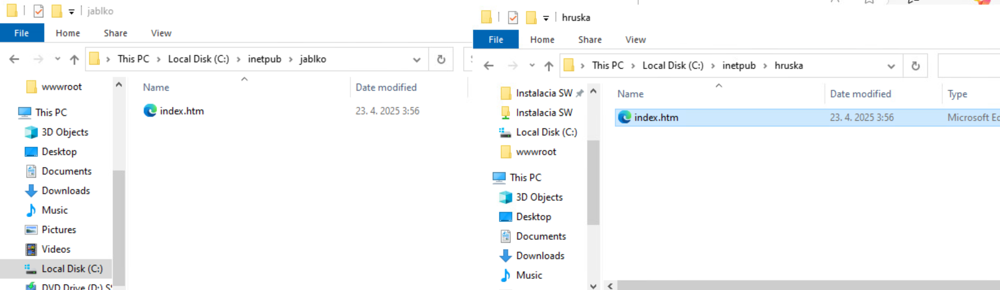 jablko
File Home Share View
This PC Local Disk (C:) inetpub jablko
Name Date modified
wwwroot
This PC
index.htm 23. 4. 2025 3:56
3D Objects
Desktop
Documents
Downloads
Music
Pictures
Videos
Local Disk (C:)
DVD Drive (D:)
hruska
File Home Share View
This PC Local Disk (C:) inetpub hruska
Name Date modified Type
Instalacia SW
index.htm 23. 4. 2025 3:56 Microsoft
Instalacia SW
Local Disk (C:)
wwwroot
This PC
3D Objects
Desktop
Documents
Downloads
Music